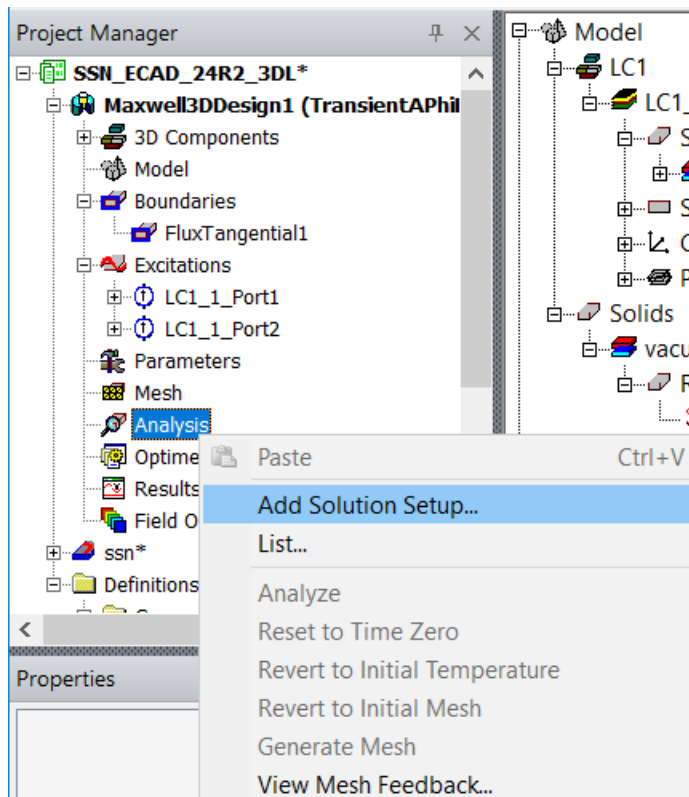 Project Manager
SSN_ECAD_24R2_3DL*
Maxwell3DDesign1 (TransientAPhiI
3D Components
Model
Boundaries
FluxTangential1
Excitations
LC1_1_Port1
LC1_1_Port2
Parameters
Mesh
Analysis
Optime
Results
Field O
ssn*
Definitions
Properties
Model
LC1
LC1_
S
S
C
P
Solids
vacu
R
Paste Ctrl+V
Add Solution Setup...
List...
Analyze
Reset to Time Zero
Revert to Initial Temperature
Revert to Initial Mesh
Generate Mesh
View Mesh Feedback...